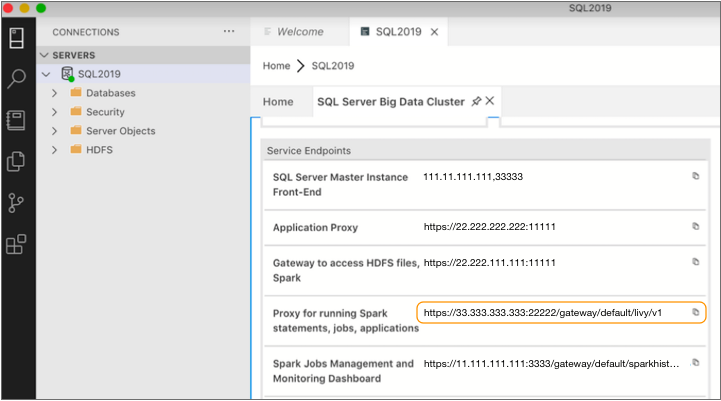 SQL2019
CONNECTIONS ...
Welcome
SQL2019
SERVERS
SQL2019
Databases
Security
Server Objects
HDFS
Home > SQL2019
Home
SQL Server Big Data Cluster
Service Endpoints
SQL Server Master Instance
Front-End
111.11.111.111,33333
Application Proxy
https://22.222.222.222:11111
Gateway to access HDFS files,
Spark
https://22.222.111.111:11111
Proxy for running Spark
statements, jobs, applications
https://33.333.333.333:22222/gateway/default/livy/v1
Spark Jobs Management and
Monitoring Dashboard
https://11.111.111.111:3333/gateway/default/sparkhist...